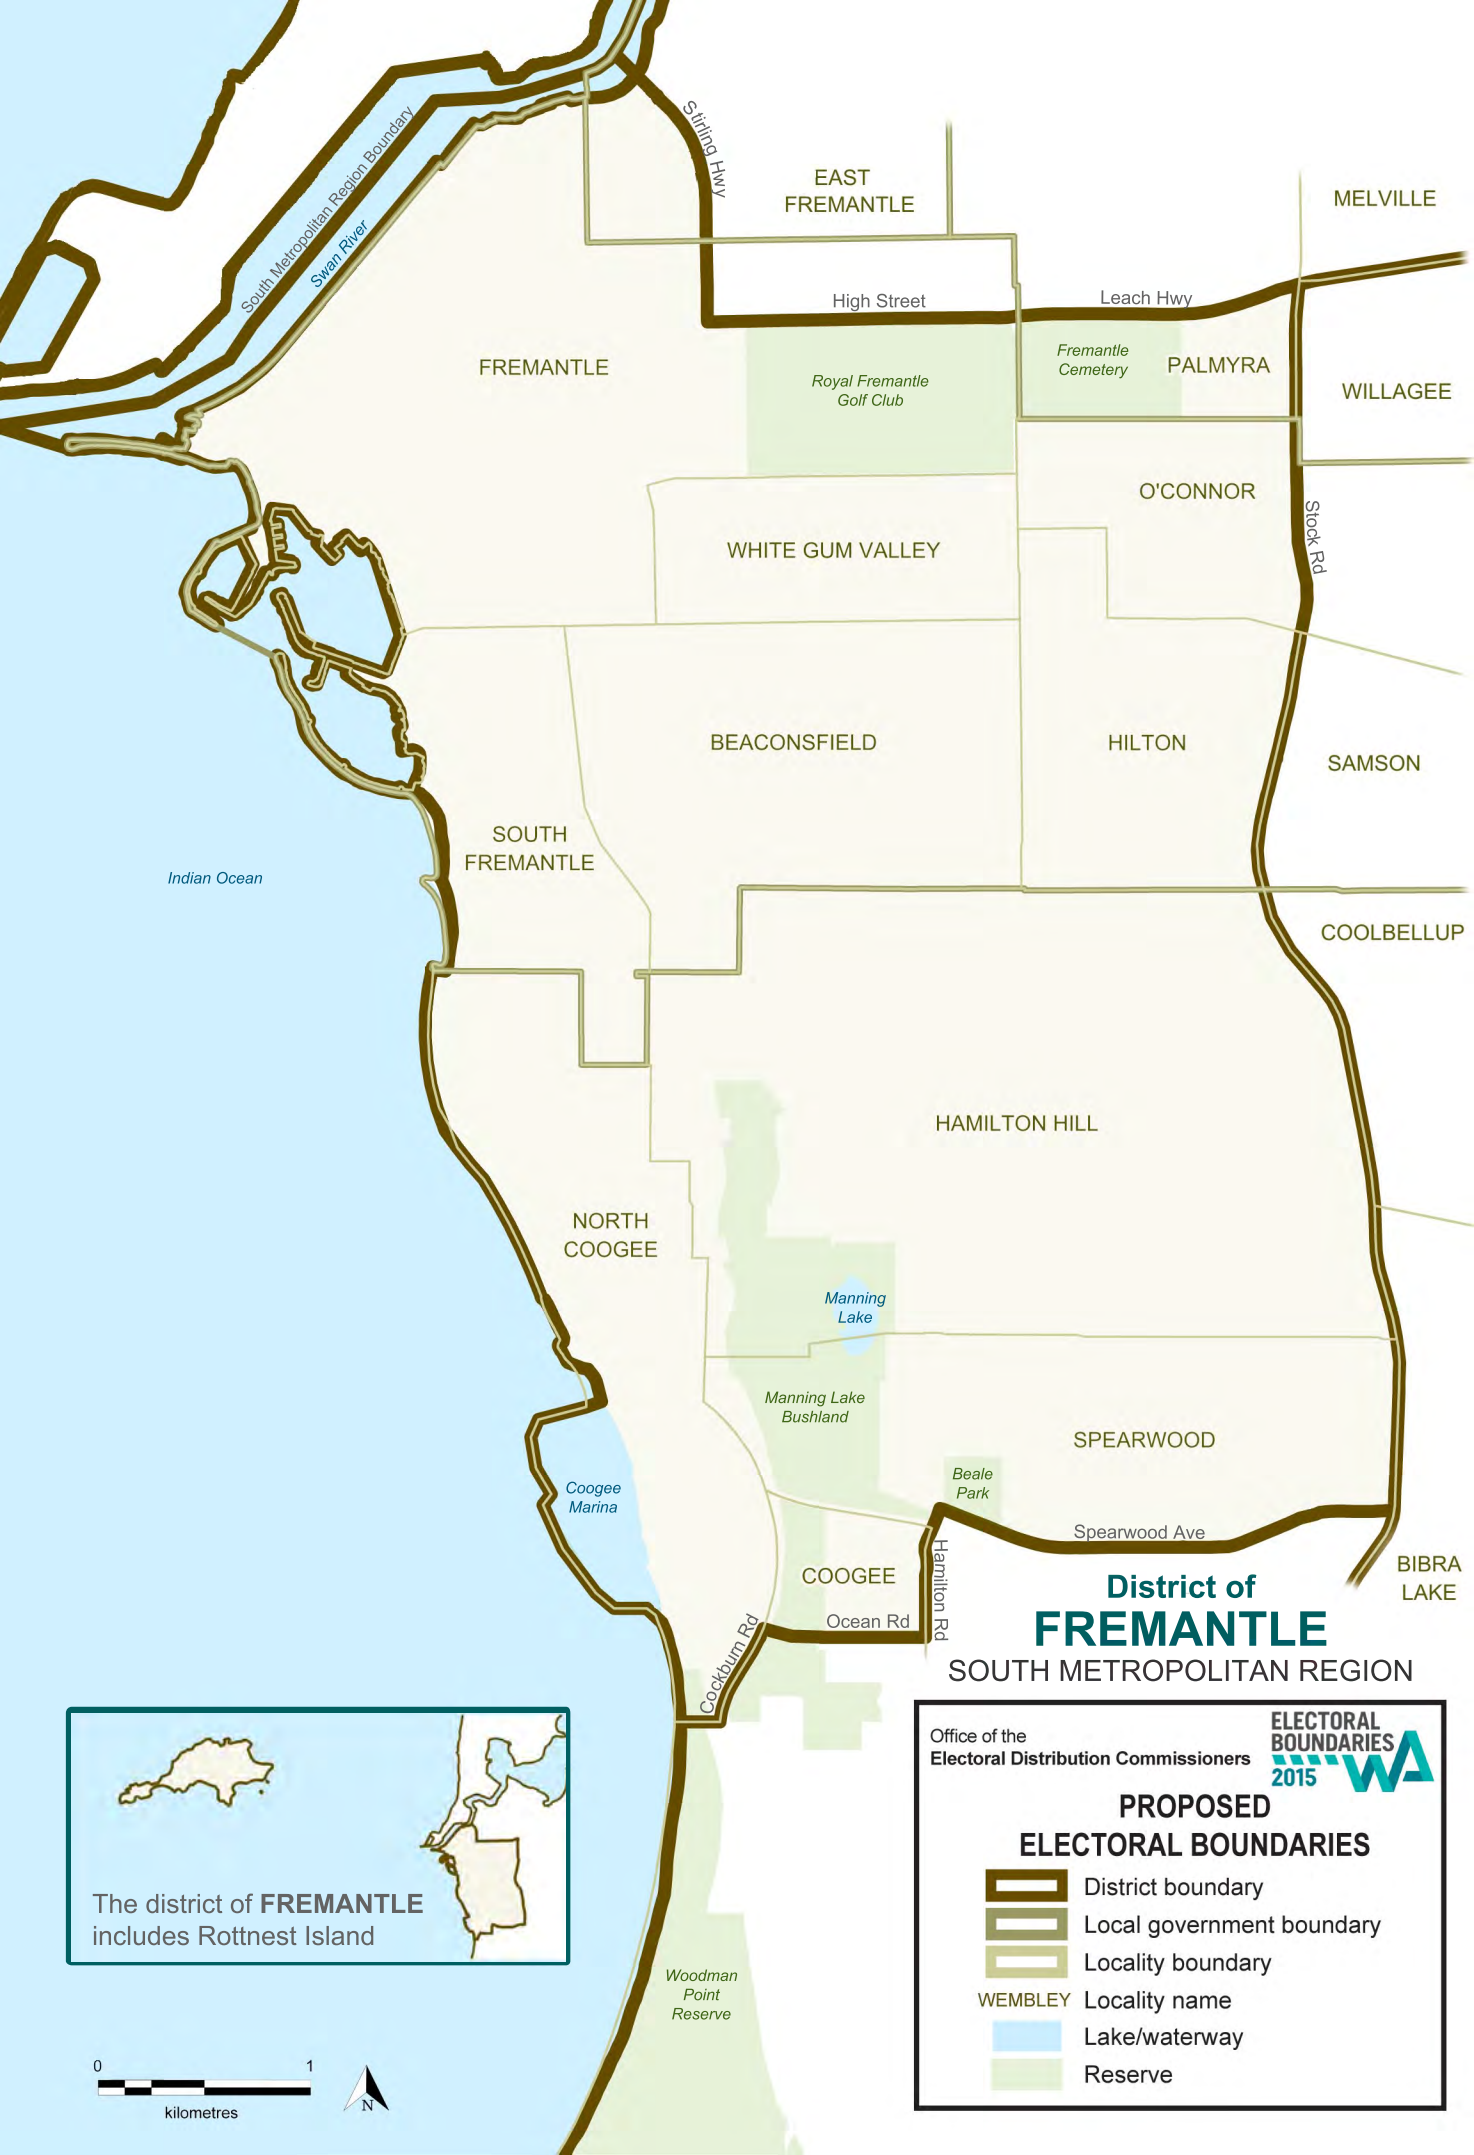 Stirling Hwy
South Metropolitan Region Boundary
Swan River
EAST
FREMANTLE
MELVILLE
High Street
Leach Hwy
FREMANTLE
Royal Fremantle
Golf Club
Fremantle
Cemetery
PALMYRA
WILLAGEE
O'CONNOR
Stock Rd
WHITE GUM VALLEY
BEACONSFIELD
HILTON
SAMSON
SOUTH
FREMANTLE
Indian Ocean
COOLBELLUP
HAMILTON HILL
NORTH
COOGEE
Manning
Lake
Manning Lake
Bushland
SPEARWOOD
Beale
Park
Coogee
Marina
Spearwood Ave
Hamilton Rd
COOGEE
Ocean Rd
Cockburn Rd
BIBRA
LAKE
District of
FREMANTLE
SOUTH METROPOLITAN REGION
The district of FREMANTLE
includes Rottnest Island
Woodman
Point
Reserve
0 1
kilometres
N
Office of the
Electoral Distribution Commissioners
ELECTORAL
BOUNDARIES
2015 WA
PROPOSED
ELECTORAL BOUNDARIES
District boundary
Local government boundary
Locality boundary
WEMBLEY Locality name
Lake/waterway
Reserve